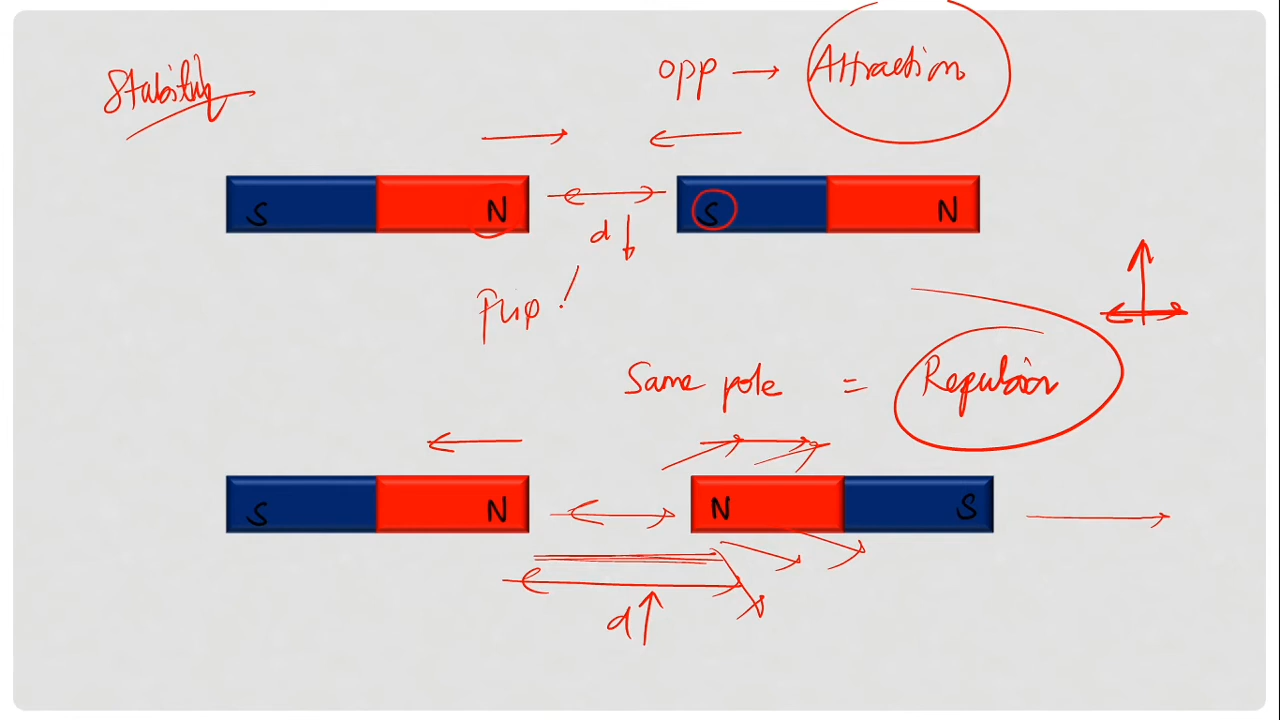 Stability
opp → Attraction
S N S N
d ↓
Flip !
Same pole = Repulsion
S N N S
d ↑